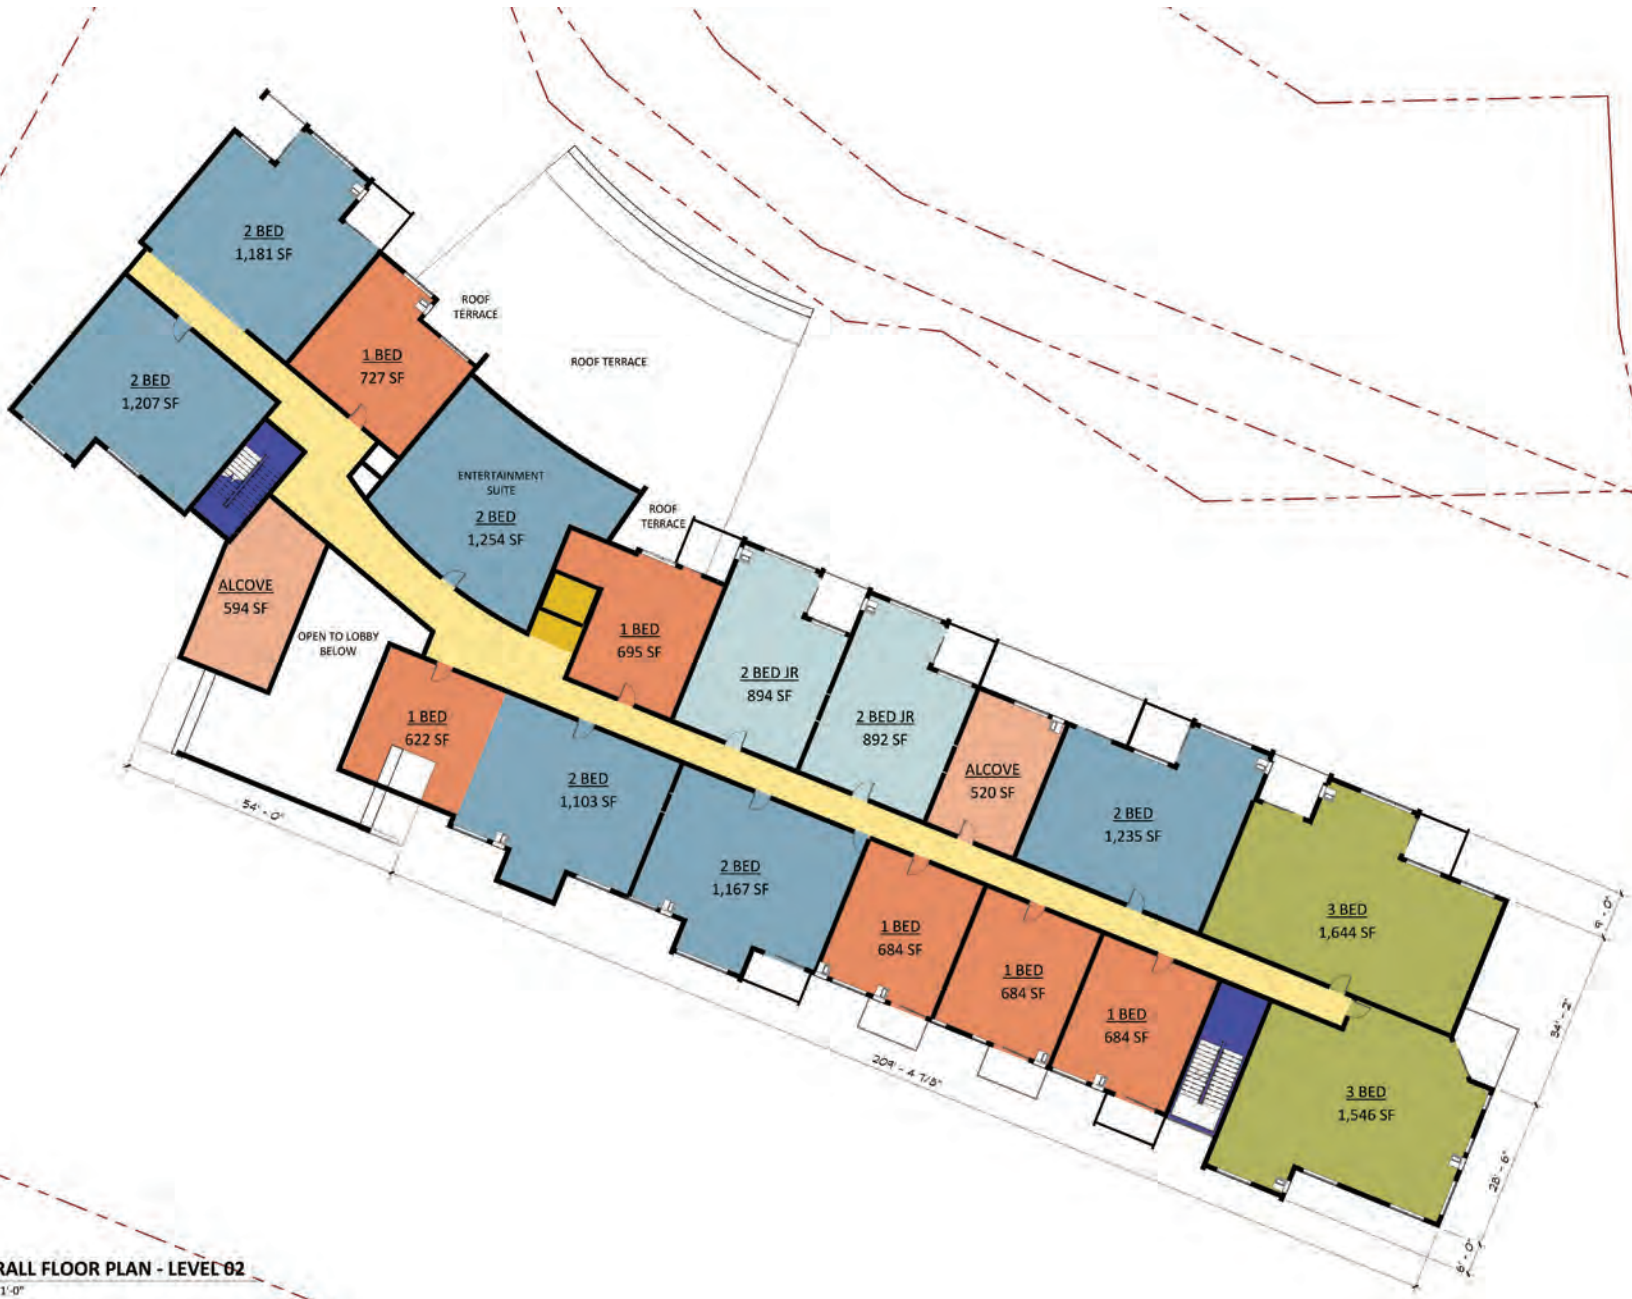 2 BED
1,181 SF
ROOF
TERRACE
1 BED
727 SF
ROOF TERRACE
2 BED
1,207 SF
ENTERTAINMENT
SUITE
2 BED
1,254 SF
ROOF
TERRACE
ALCOVE
594 SF
OPEN TO LOBBY
BELOW
1 BED
695 SF
2 BED JR
894 SF
2 BED JR
892 SF
1 BED
622 SF
2 BED
1,103 SF
ALCOVE
520 SF
2 BED
1,235 SF
54' - 0"
2 BED
1,167 SF
1 BED
684 SF
3 BED
1,644 SF
9' - 0"
1 BED
684 SF
1 BED
684 SF
34' - 2"
209' - 4 7/8"
3 BED
1,546 SF
28' - 6"
6' - 0"
RALL FLOOR PLAN - LEVEL 02
1'-0"